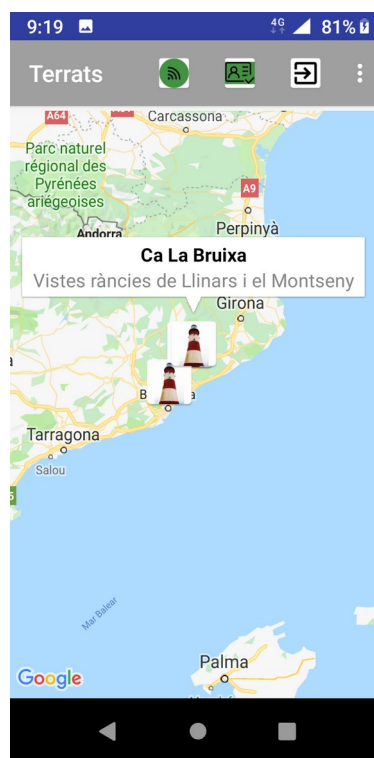 9:19
4G
81%
Terrats
A64
Carcassona
Parc naturel
régional des
Pyrénées
ariégeoises
A9
Andorra
Perpinyà
Ca La Bruixa
Vistes ràncies de Llinars i el Montseny
Girona
Tarragona
Salou
Mar Balear
Palma
Google